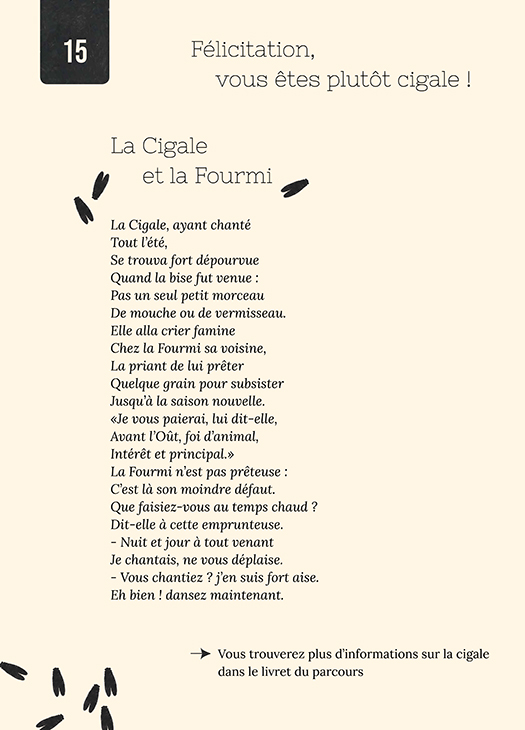 15
Félicitation,
vous êtes plutôt cigale !
La Cigale
et la Fourmi
La Cigale, ayant chanté
Tout l’été,
Se trouva fort dépourvue
Quand la bise fut venue :
Pas un seul petit morceau
De mouche ou de vermisseau.
Elle alla crier famine
Chez la Fourmi sa voisine,
La priant de lui prêter
Quelque grain pour subsister
Jusqu’à la saison nouvelle.
«Je vous paierai, lui dit-elle,
Avant l’Oût, foi d’animal,
Intérêt et principal.»
La Fourmi n’est pas prêteuse :
C’est là son moindre défaut.
Que faisiez-vous au temps chaud ?
Dit-elle à cette emprunteuse.
- Nuit et jour à tout venant
Je chantais, ne vous déplaise.
- Vous chantiez ? j’en suis fort aise.
Eh bien ! dansez maintenant.
Vous trouverez plus d’informations sur la cigale
dans le livret du parcours